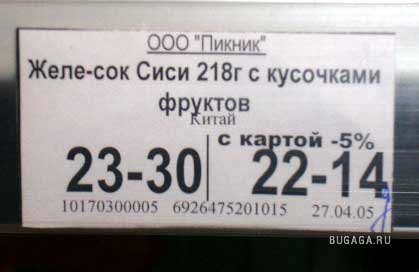 ООО "Пикник"
Желе-сок Сиси 218г с кусочками
фруктов
Китай
с картой -5%
23-30 22-14
10170300005 6926475201015 27.04.05
BUGAGA.RU